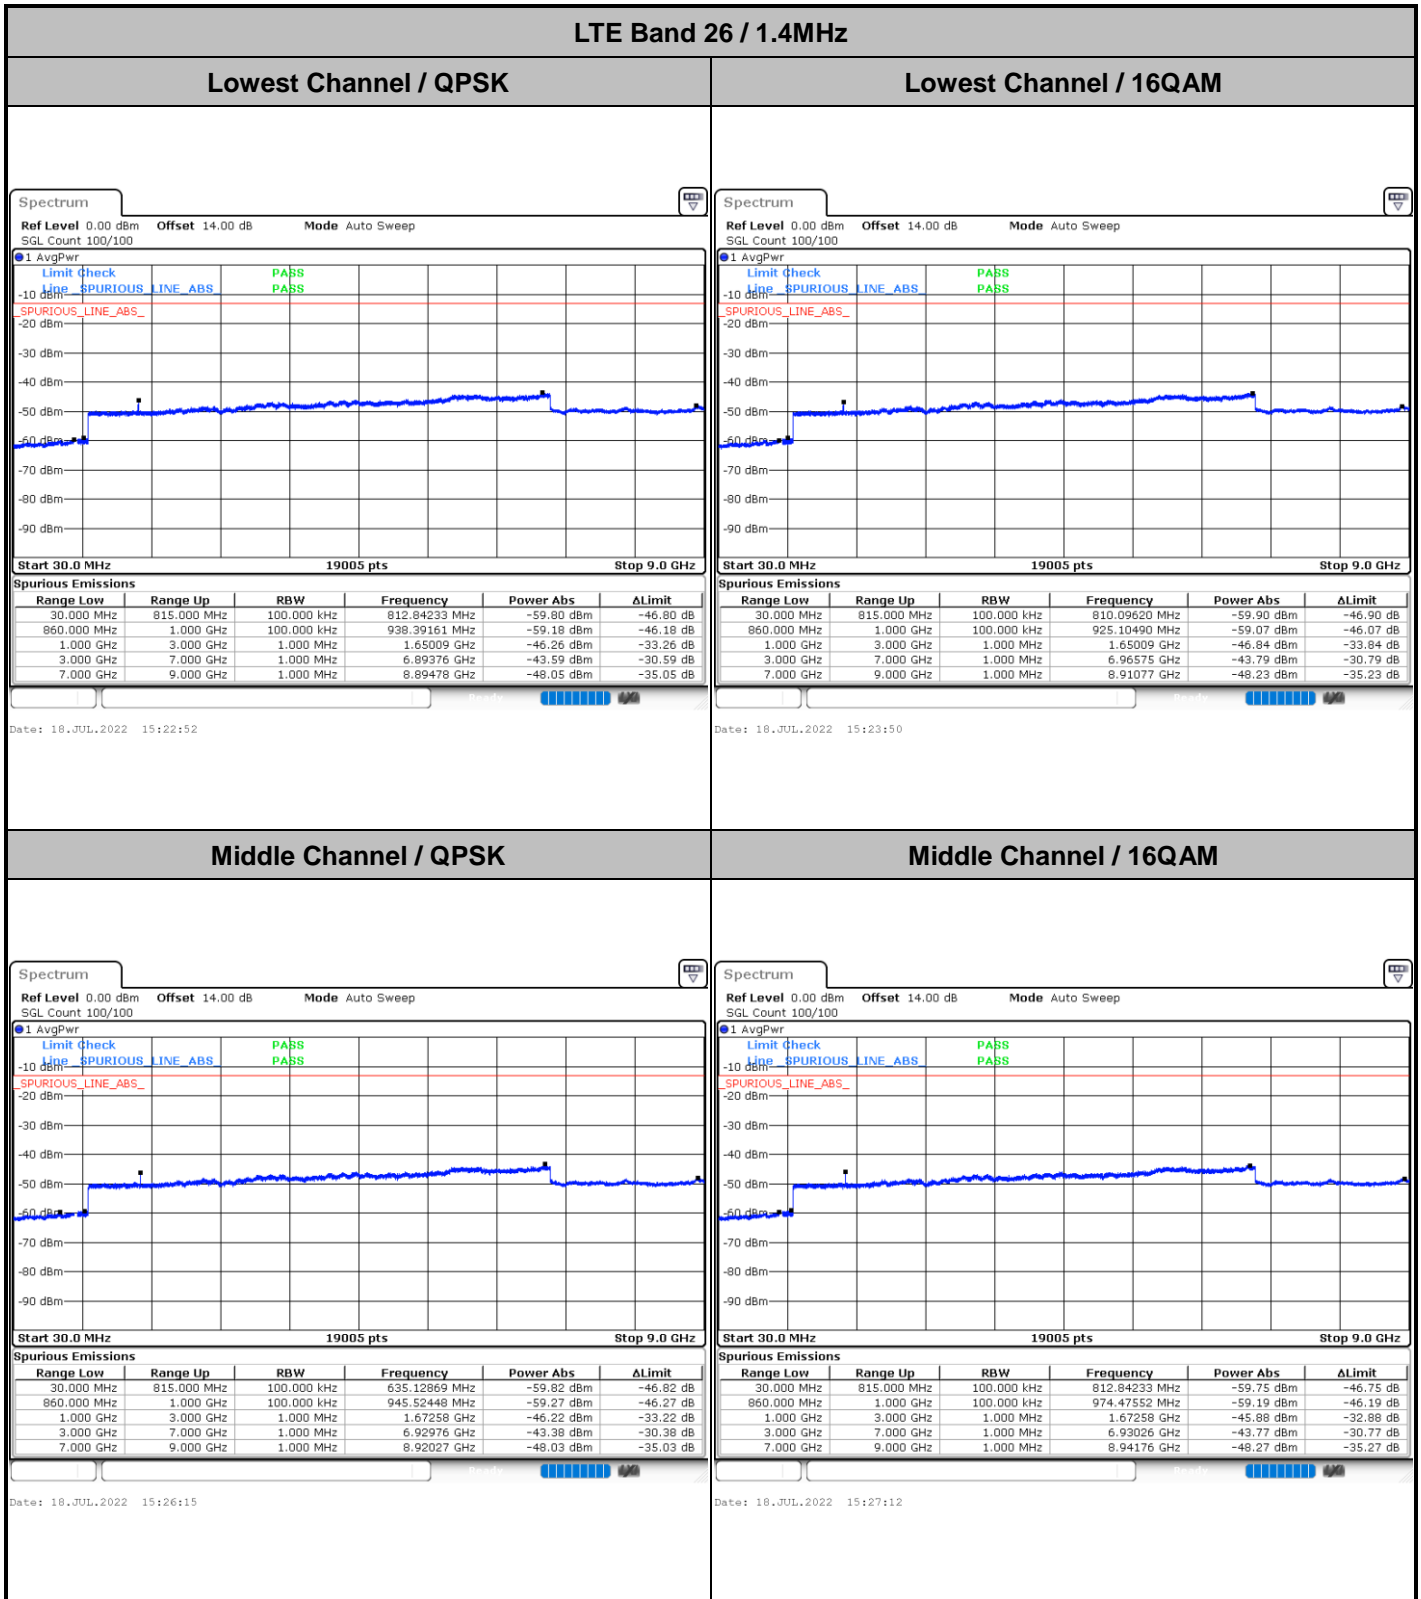 LTE Band 26 / 1.4MHz
Lowest Channel / QPSK
Lowest Channel / 16QAM
Spectrum
Ref Level 0.00 dBm Offset 14.00 dB Mode Auto Sweep
SGL Count 100/100
1 AvgPwr
Limit Check PASS
Line _SPURIOUS_LINE_ABS_ PASS
-10 dBm
_SPURIOUS_LINE_ABS_
-20 dBm
-30 dBm
-40 dBm
-50 dBm
-60 dBm
-70 dBm
-80 dBm
-90 dBm
Start 30.0 MHz 19005 pts Stop 9.0 GHz
Spurious Emissions
Range Low Range Up RBW Frequency Power Abs ΔLimit
30.000 MHz 815.000 MHz 100.000 kHz 812.84233 MHz -59.80 dBm -46.80 dB
860.000 MHz 1.000 GHz 100.000 kHz 938.39161 MHz -59.18 dBm -46.18 dB
1.000 GHz 3.000 GHz 1.000 MHz 1.65009 GHz -46.26 dBm -33.26 dB
3.000 GHz 7.000 GHz 1.000 MHz 6.89376 GHz -43.59 dBm -30.59 dB
7.000 GHz 9.000 GHz 1.000 MHz 8.89478 GHz -48.05 dBm -35.05 dB
Ready
Date: 18.JUL.2022 15:22:52
Spectrum
Ref Level 0.00 dBm Offset 14.00 dB Mode Auto Sweep
SGL Count 100/100
1 AvgPwr
Limit Check PASS
Line _SPURIOUS_LINE_ABS_ PASS
-10 dBm
_SPURIOUS_LINE_ABS_
-20 dBm
-30 dBm
-40 dBm
-50 dBm
-60 dBm
-70 dBm
-80 dBm
-90 dBm
Start 30.0 MHz 19005 pts Stop 9.0 GHz
Spurious Emissions
Range Low Range Up RBW Frequency Power Abs ΔLimit
30.000 MHz 815.000 MHz 100.000 kHz 810.09620 MHz -59.90 dBm -46.90 dB
860.000 MHz 1.000 GHz 100.000 kHz 925.10490 MHz -59.07 dBm -46.07 dB
1.000 GHz 3.000 GHz 1.000 MHz 1.65009 GHz -46.84 dBm -33.84 dB
3.000 GHz 7.000 GHz 1.000 MHz 6.96575 GHz -43.79 dBm -30.79 dB
7.000 GHz 9.000 GHz 1.000 MHz 8.91077 GHz -48.23 dBm -35.23 dB
Ready
Date: 18.JUL.2022 15:23:50
Middle Channel / QPSK
Middle Channel / 16QAM
Spectrum
Ref Level 0.00 dBm Offset 14.00 dB Mode Auto Sweep
SGL Count 100/100
1 AvgPwr
Limit Check PASS
Line _SPURIOUS_LINE_ABS_ PASS
-10 dBm
_SPURIOUS_LINE_ABS_
-20 dBm
-30 dBm
-40 dBm
-50 dBm
-60 dBm
-70 dBm
-80 dBm
-90 dBm
Start 30.0 MHz 19005 pts Stop 9.0 GHz
Spurious Emissions
Range Low Range Up RBW Frequency Power Abs ΔLimit
30.000 MHz 815.000 MHz 100.000 kHz 635.12869 MHz -59.82 dBm -46.82 dB
860.000 MHz 1.000 GHz 100.000 kHz 945.52448 MHz -59.27 dBm -46.27 dB
1.000 GHz 3.000 GHz 1.000 MHz 1.67258 GHz -46.22 dBm -33.22 dB
3.000 GHz 7.000 GHz 1.000 MHz 6.92976 GHz -43.38 dBm -30.38 dB
7.000 GHz 9.000 GHz 1.000 MHz 8.92027 GHz -48.03 dBm -35.03 dB
Ready
Date: 18.JUL.2022 15:26:15
Spectrum
Ref Level 0.00 dBm Offset 14.00 dB Mode Auto Sweep
SGL Count 100/100
1 AvgPwr
Limit Check PASS
Line _SPURIOUS_LINE_ABS_ PASS
-10 dBm
_SPURIOUS_LINE_ABS_
-20 dBm
-30 dBm
-40 dBm
-50 dBm
-60 dBm
-70 dBm
-80 dBm
-90 dBm
Start 30.0 MHz 19005 pts Stop 9.0 GHz
Spurious Emissions
Range Low Range Up RBW Frequency Power Abs ΔLimit
30.000 MHz 815.000 MHz 100.000 kHz 812.84233 MHz -59.75 dBm -46.75 dB
860.000 MHz 1.000 GHz 100.000 kHz 974.47552 MHz -59.19 dBm -46.19 dB
1.000 GHz 3.000 GHz 1.000 MHz 1.67258 GHz -45.88 dBm -32.88 dB
3.000 GHz 7.000 GHz 1.000 MHz 6.93026 GHz -43.77 dBm -30.77 dB
7.000 GHz 9.000 GHz 1.000 MHz 8.94176 GHz -48.27 dBm -35.27 dB
Ready
Date: 18.JUL.2022 15:27:12